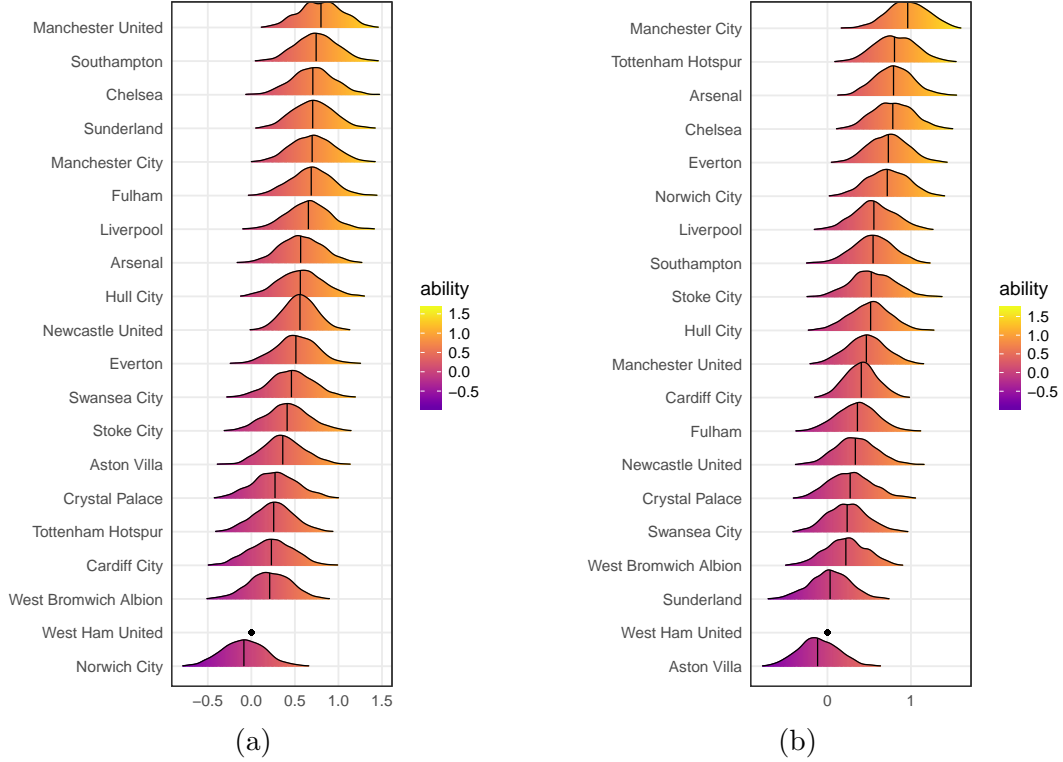 Manchester United
Southampton
Chelsea
Sunderland
Manchester City
Fulham
Liverpool
Arsenal
Hull City
Newcastle United
Everton
Swansea City
Stoke City
Aston Villa
Crystal Palace
Tottenham Hotspur
Cardiff City
West Bromwich Albion
West Ham United
Norwich City
−0.5 0.0 0.5 1.0 1.5
ability
1.5
1.0
0.5
0.0
−0.5
(a)
Manchester City
Tottenham Hotspur
Arsenal
Chelsea
Everton
Norwich City
Liverpool
Southampton
Stoke City
Hull City
Manchester United
Cardiff City
Fulham
Newcastle United
Crystal Palace
Swansea City
West Bromwich Albion
Sunderland
West Ham United
Aston Villa
0 1
ability
1.5
1.0
0.5
0.0
−0.5
(b)